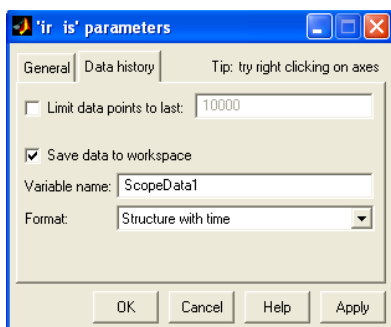 'ir is' parameters
General Data history Tip: try right clicking on axes
Limit data points to last: 10000
Save data to workspace
Variable name: ScopeData1
Format: Structure with time
OK Cancel Help Apply